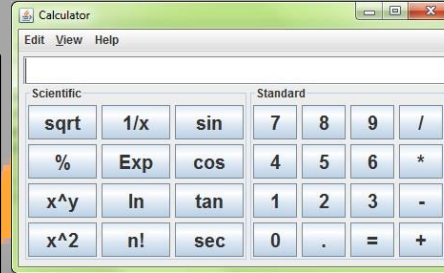 Calculator
Edit View Help
Scientific Standard
sqrt 1/x sin 7 8 9 /
% Exp cos 4 5 6 *
x^y ln tan 1 2 3 -
x^2 n! sec 0 . = +